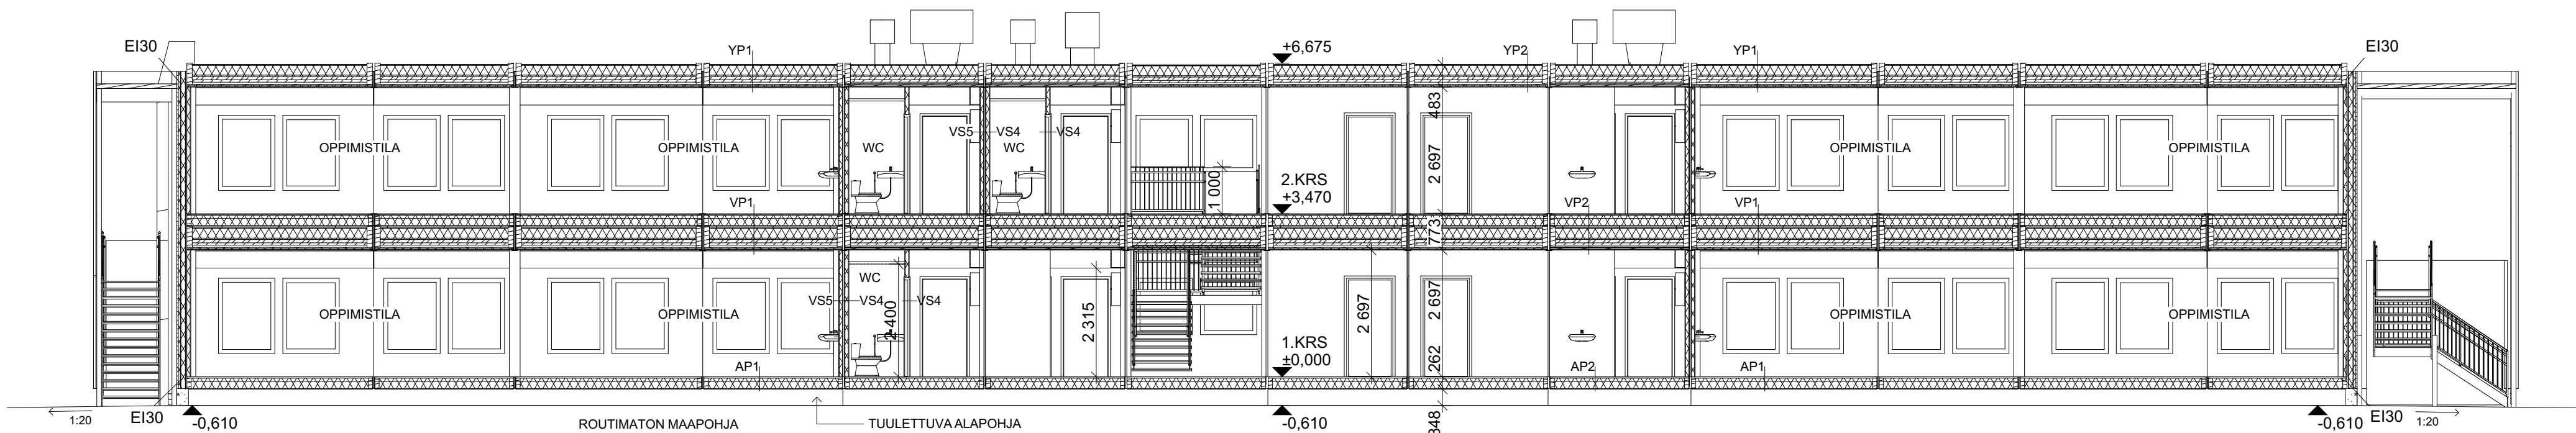 +6,675
EI30
YP1
YP2
YP1
EI30
483
VS5
VS4
VS4
OPPIMISTILA
OPPIMISTILA
WC
WC
2 697
OPPIMISTILA
OPPIMISTILA
1 000
2.KRS
+3,470
VP1
VP2
VP1
773
WC
VS5
VS4
VS4
OPPIMISTILA
OPPIMISTILA
2 400
2 315
2 697
2 697
OPPIMISTILA
OPPIMISTILA
1.KRS
±0,000
262
AP1
AP2
AP1
1:20
EI30
-0,610
ROUTIMATON MAAPOHJA
TUULETTUVA ALAPOHJA
-0,610
348
-0,610
EI30
1:20